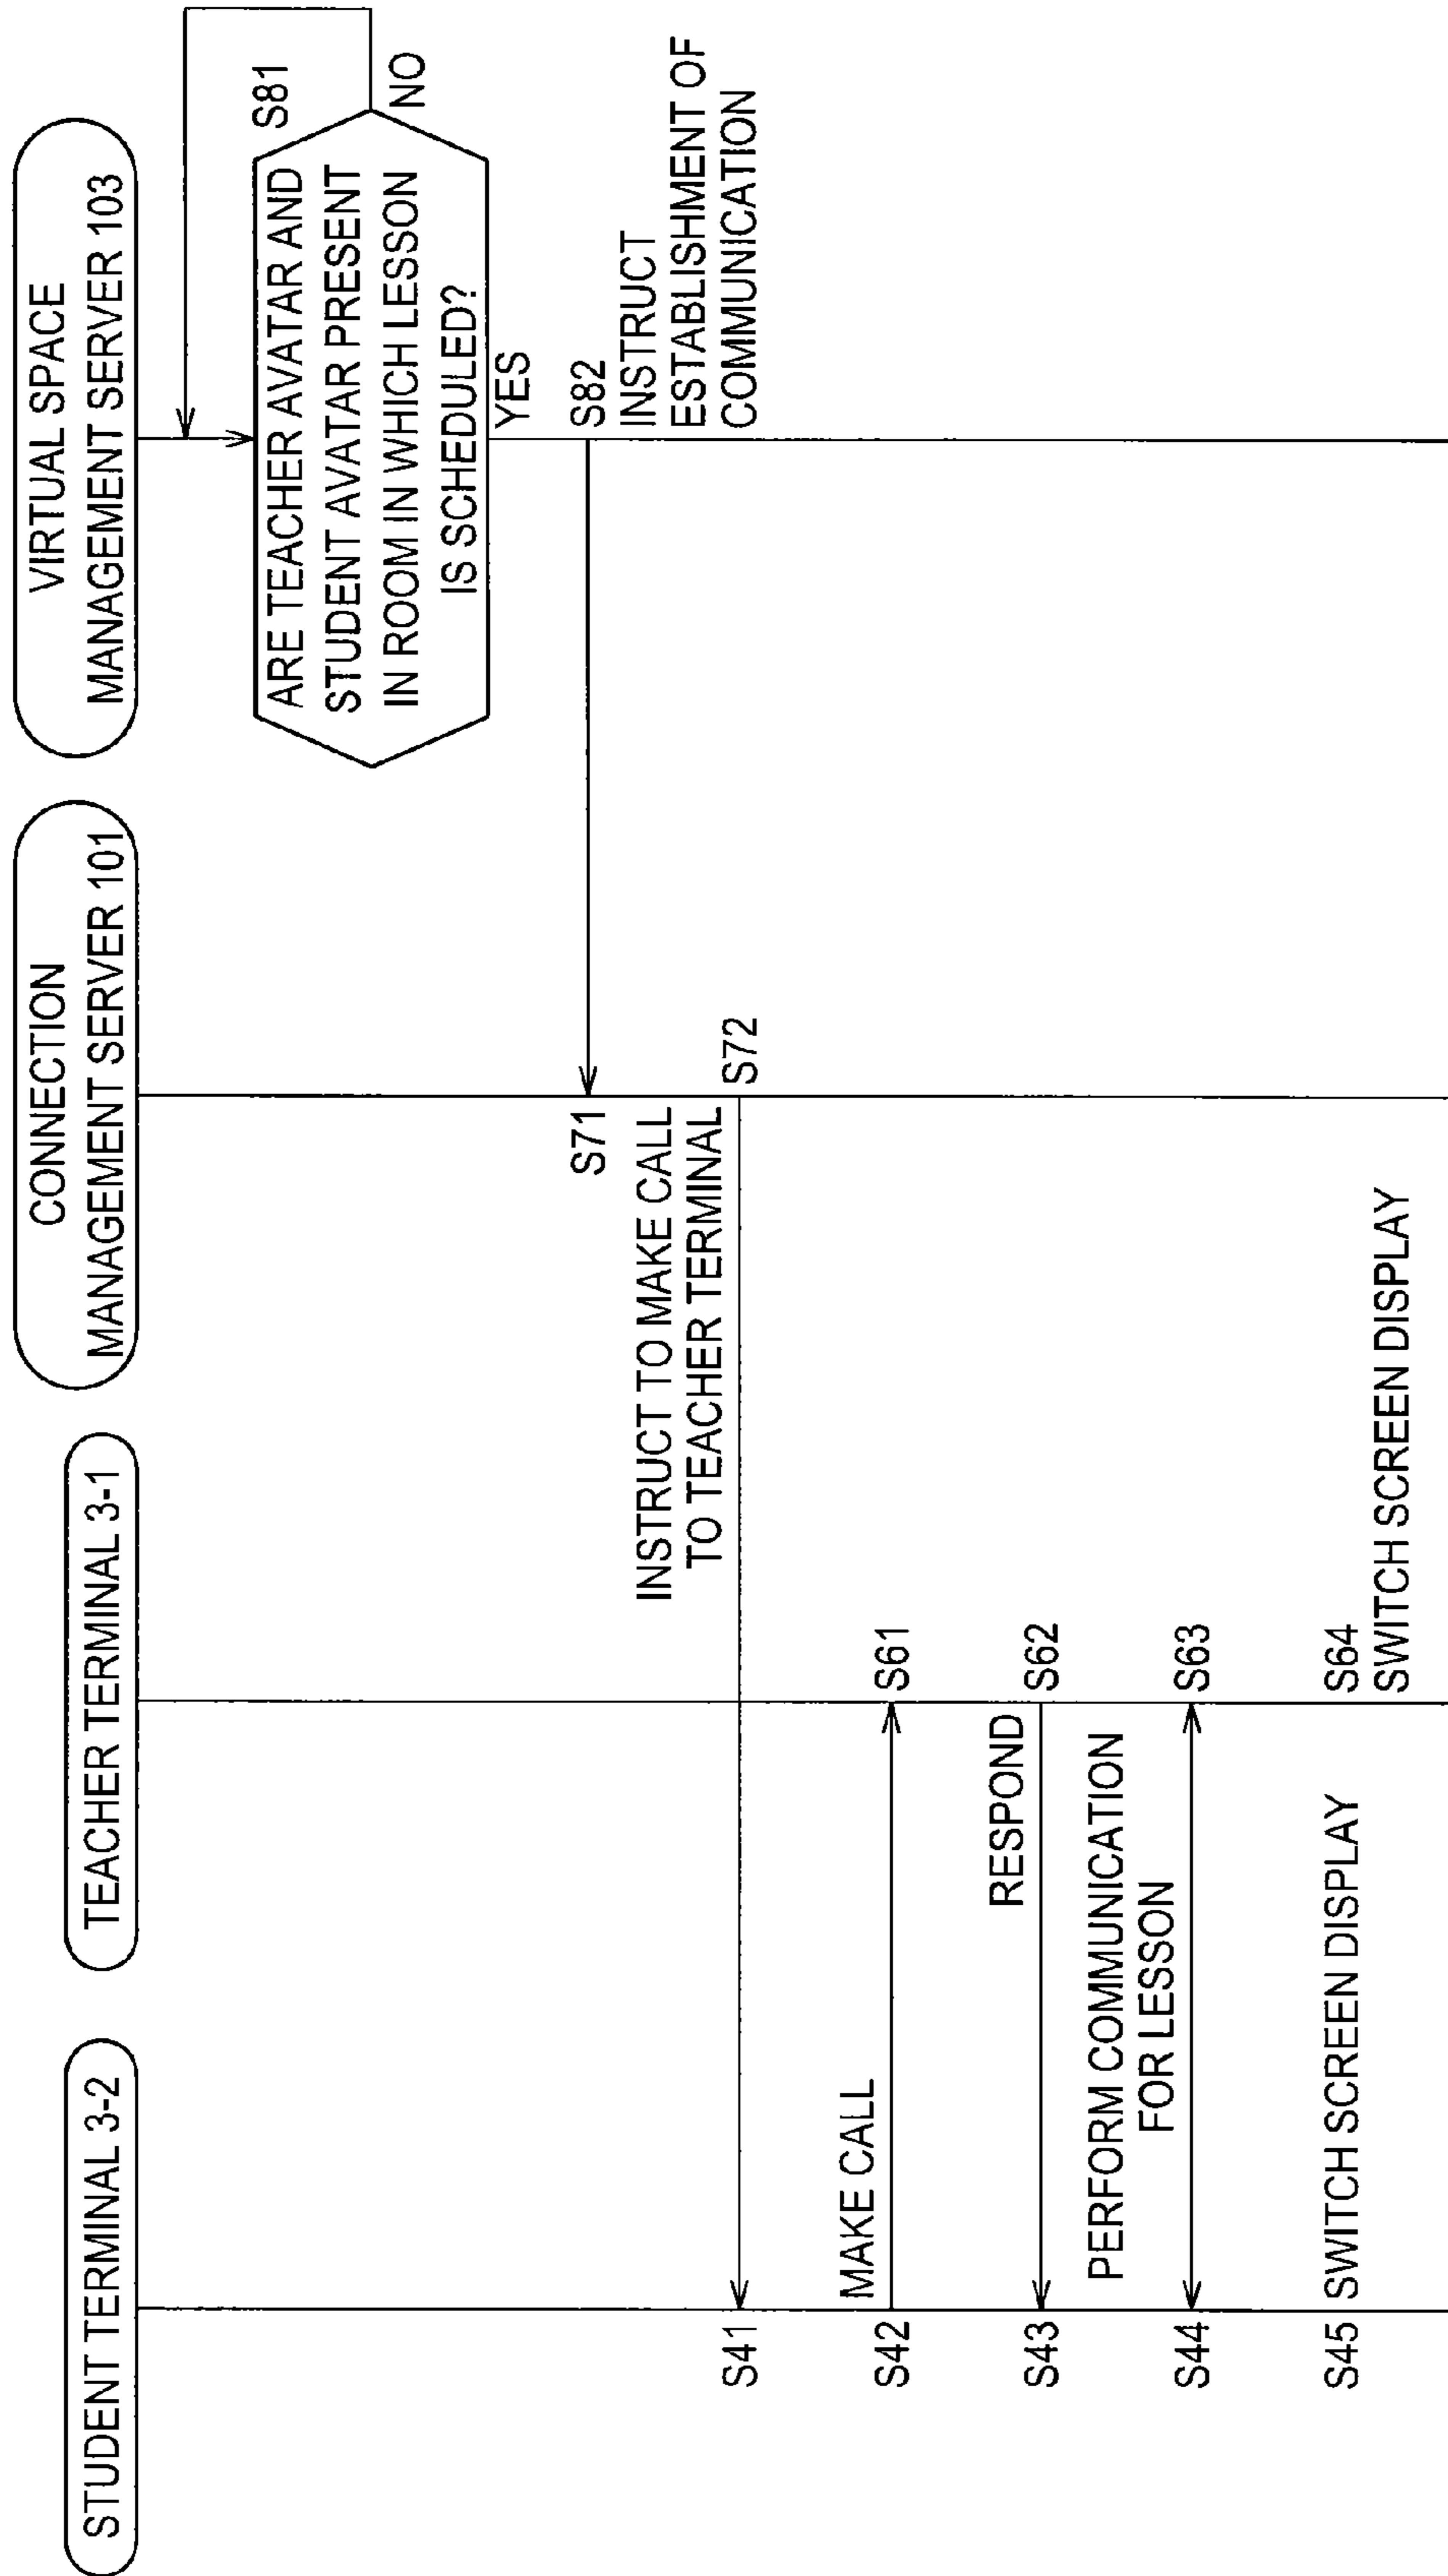 STUDENT TERMINAL 3-2
TEACHER TERMINAL 3-1
CONNECTION
MANAGEMENT SERVER 101
VIRTUAL SPACE
MANAGEMENT SERVER 103
S81
ARE TEACHER AVATAR AND
STUDENT AVATAR PRESENT
IN ROOM IN WHICH LESSON
IS SCHEDULED?
NO
YES
S82
INSTRUCT
ESTABLISHMENT OF
COMMUNICATION
S71
INSTRUCT TO MAKE CALL
TO TEACHER TERMINAL
S72
S41
MAKE CALL
S42
S61
RESPOND
S43
S62
PERFORM COMMUNICATION
FOR LESSON
S44
S63
S45
SWITCH SCREEN DISPLAY
S64
SWITCH SCREEN DISPLAY